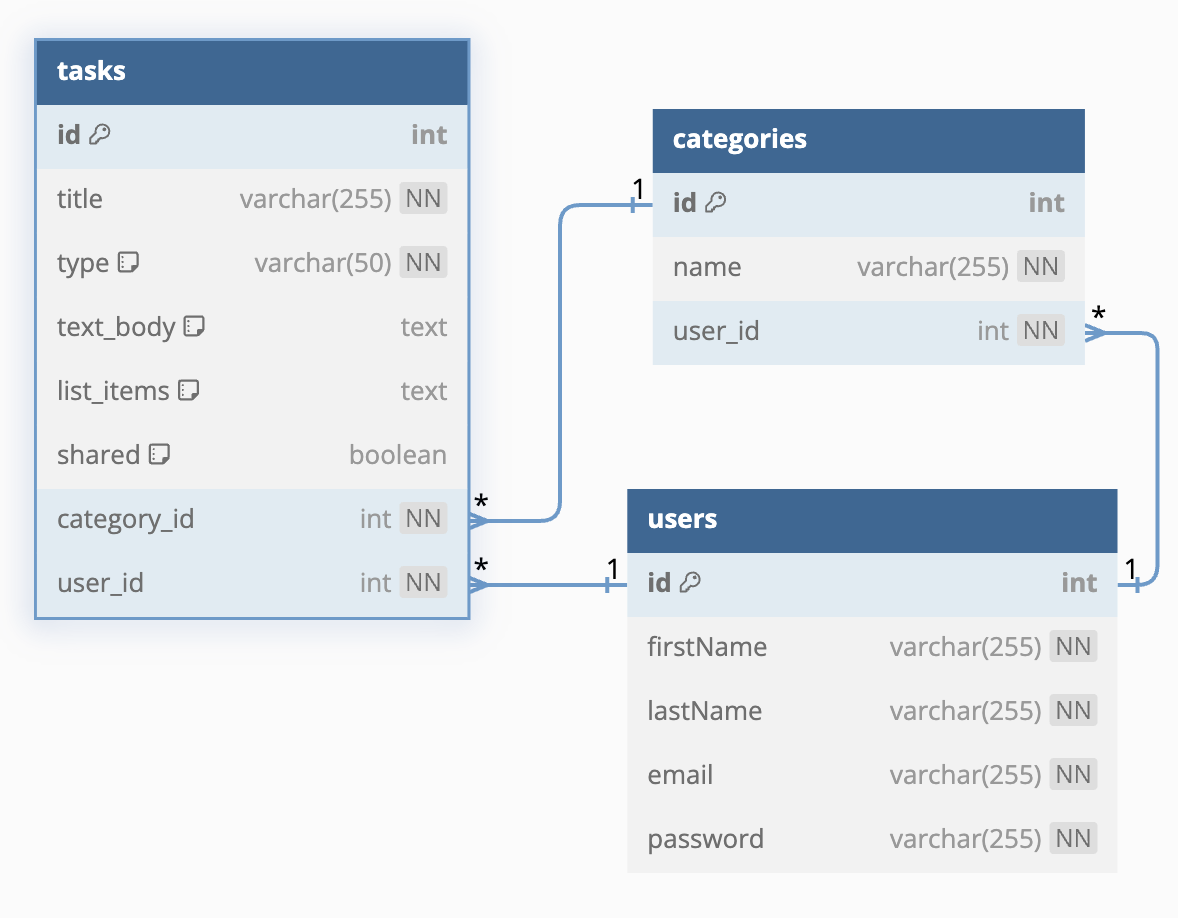 tasks
id int
title varchar(255) NN
type varchar(50) NN
text_body text
list_items text
shared boolean
category_id int NN *
user_id int NN *
categories
1 id int
name varchar(255) NN
user_id int NN *
users
1 id int 1
firstName varchar(255) NN
lastName varchar(255) NN
email varchar(255) NN
password varchar(255) NN